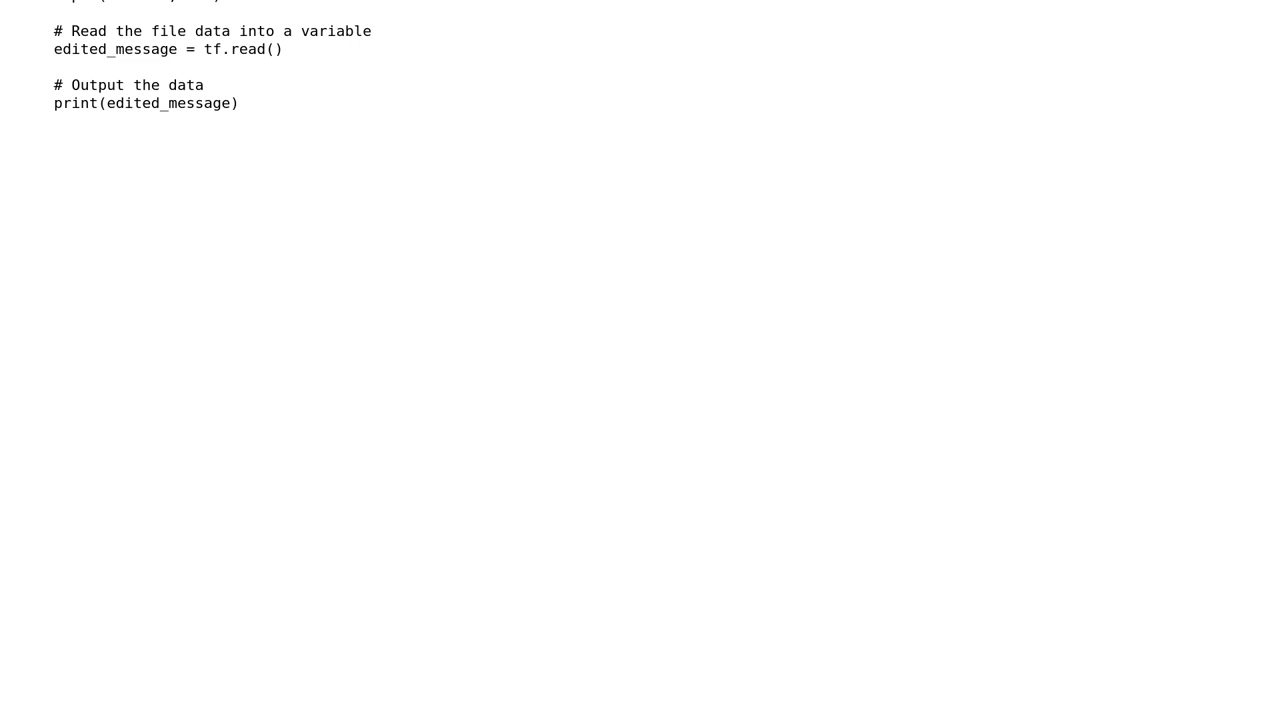 # Read the file data into a variable
edited_message = tf.read()
# Output the data
print(edited_message)